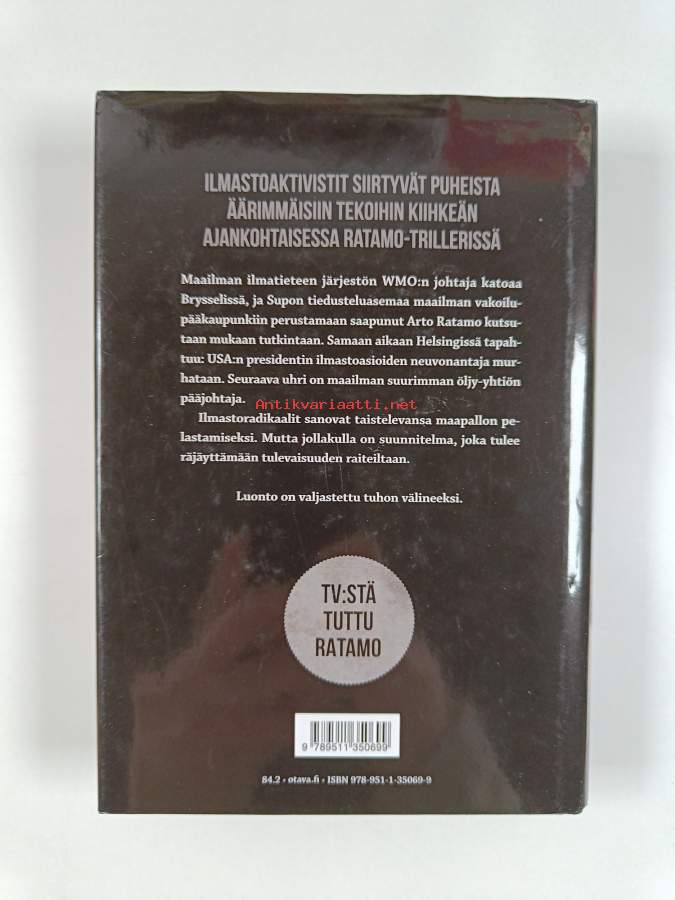 ILMASTOAKTIVISTIT SIIRTYVÄT PUHEISTA
ÄÄRIMMÄISIIN TEKOIHIN KIIHKEÄN
AJANKOHTAISESSA RATAMO-TRILLERISSÄ
Maailman ilmatieteen järjestön WMO:n johtaja katoaa
Brysselissä, ja Supon tiedusteluasemaa maailman vakoilu-
pääkaupunkiin perustamaan saapunut Arto Ratamo kutsu-
taan mukaan tutkintaan. Samaan aikaan Helsingissä tapah-
tuu: USA:n presidentin ilmastoasioiden neuvonantaja mur-
hataan. Seuraava uhri on maailman suurimman öljy-yhtiön
pääjohtaja.
Antikvariaatti.net
Ilmastoradikaalit sanovat taistelevansa maapallon pe-
lastamiseksi. Mutta jollakulla on suunnitelma, joka tulee
räjäyttämään tulevaisuuden raiteiltaan.
Luonto on valjastettu tuhon välineeksi.
TV:STÄ
TUTTU
RATAMO
9 789511 350699
84.2 • otava.fi • ISBN 978-951-1-35069-9